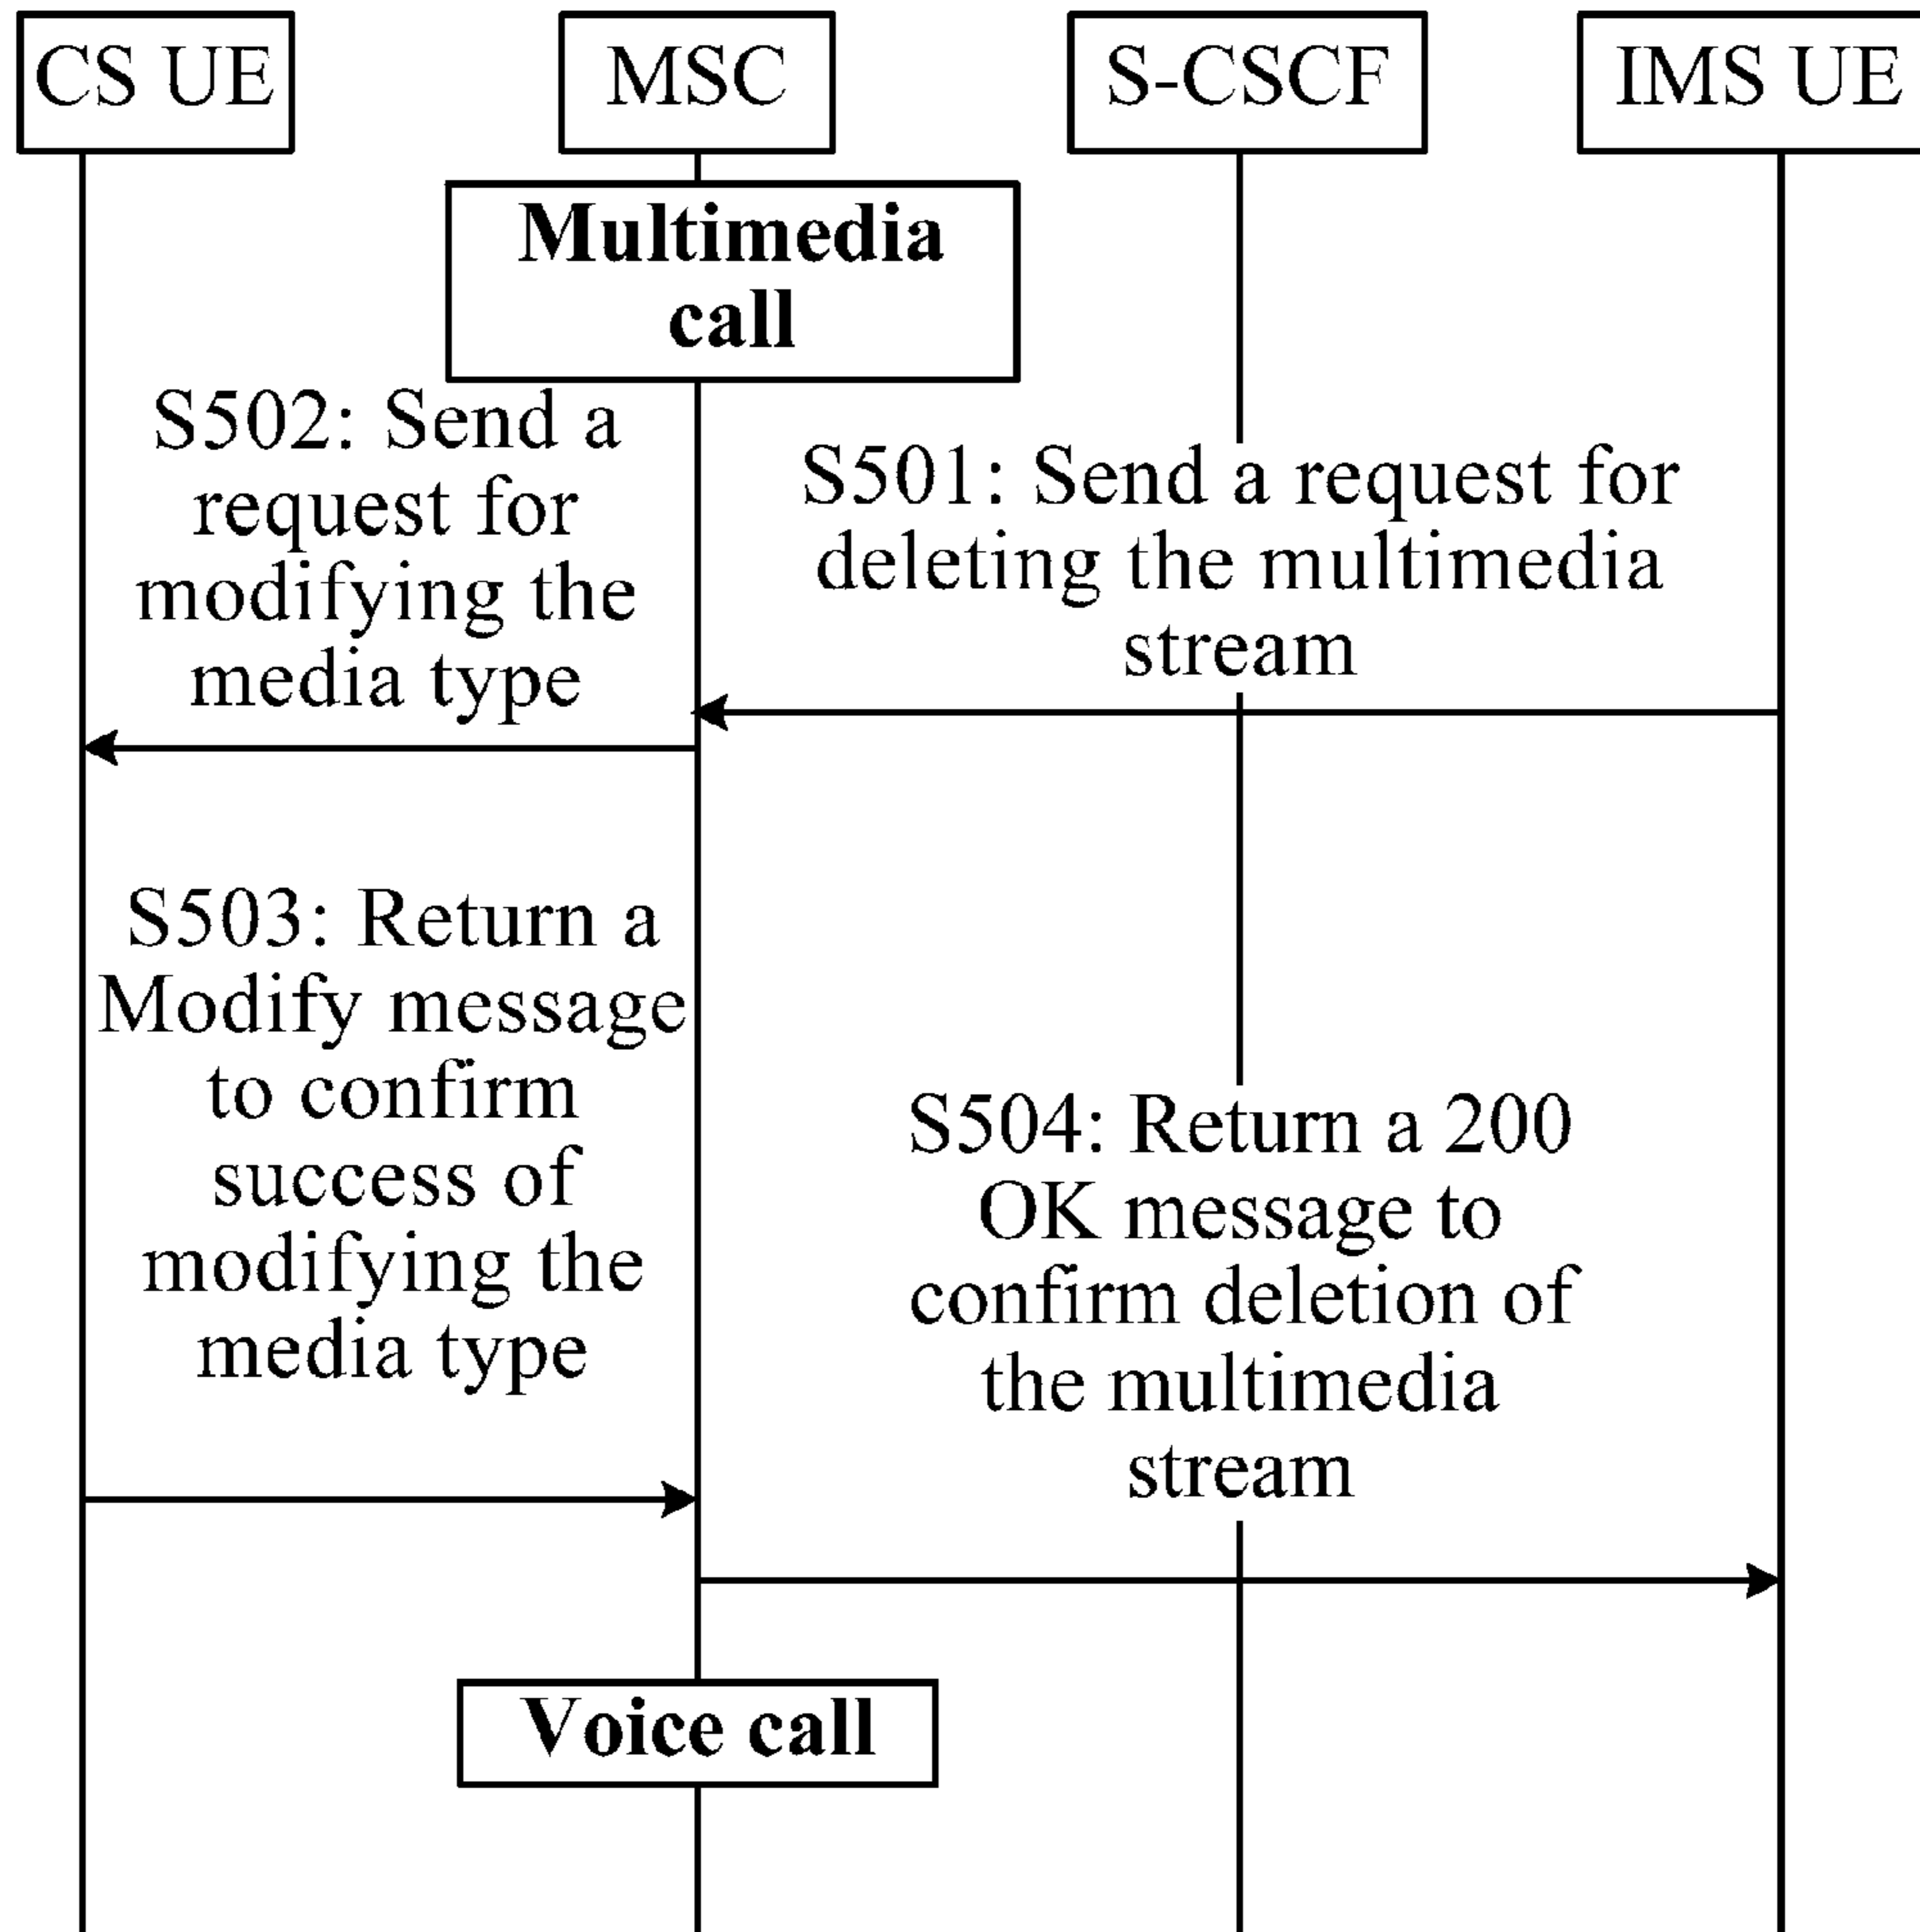 CS UE
MSC
S-CSCF
IMS UE
Multimedia
call
S502: Send a
request for
modifying the
media type
S501: Send a request for
deleting the multimedia
stream
S503: Return a
Modify message
to confirm
success of
modifying the
media type
S504: Return a 200
OK message to
confirm deletion of
the multimedia
stream
Voice call